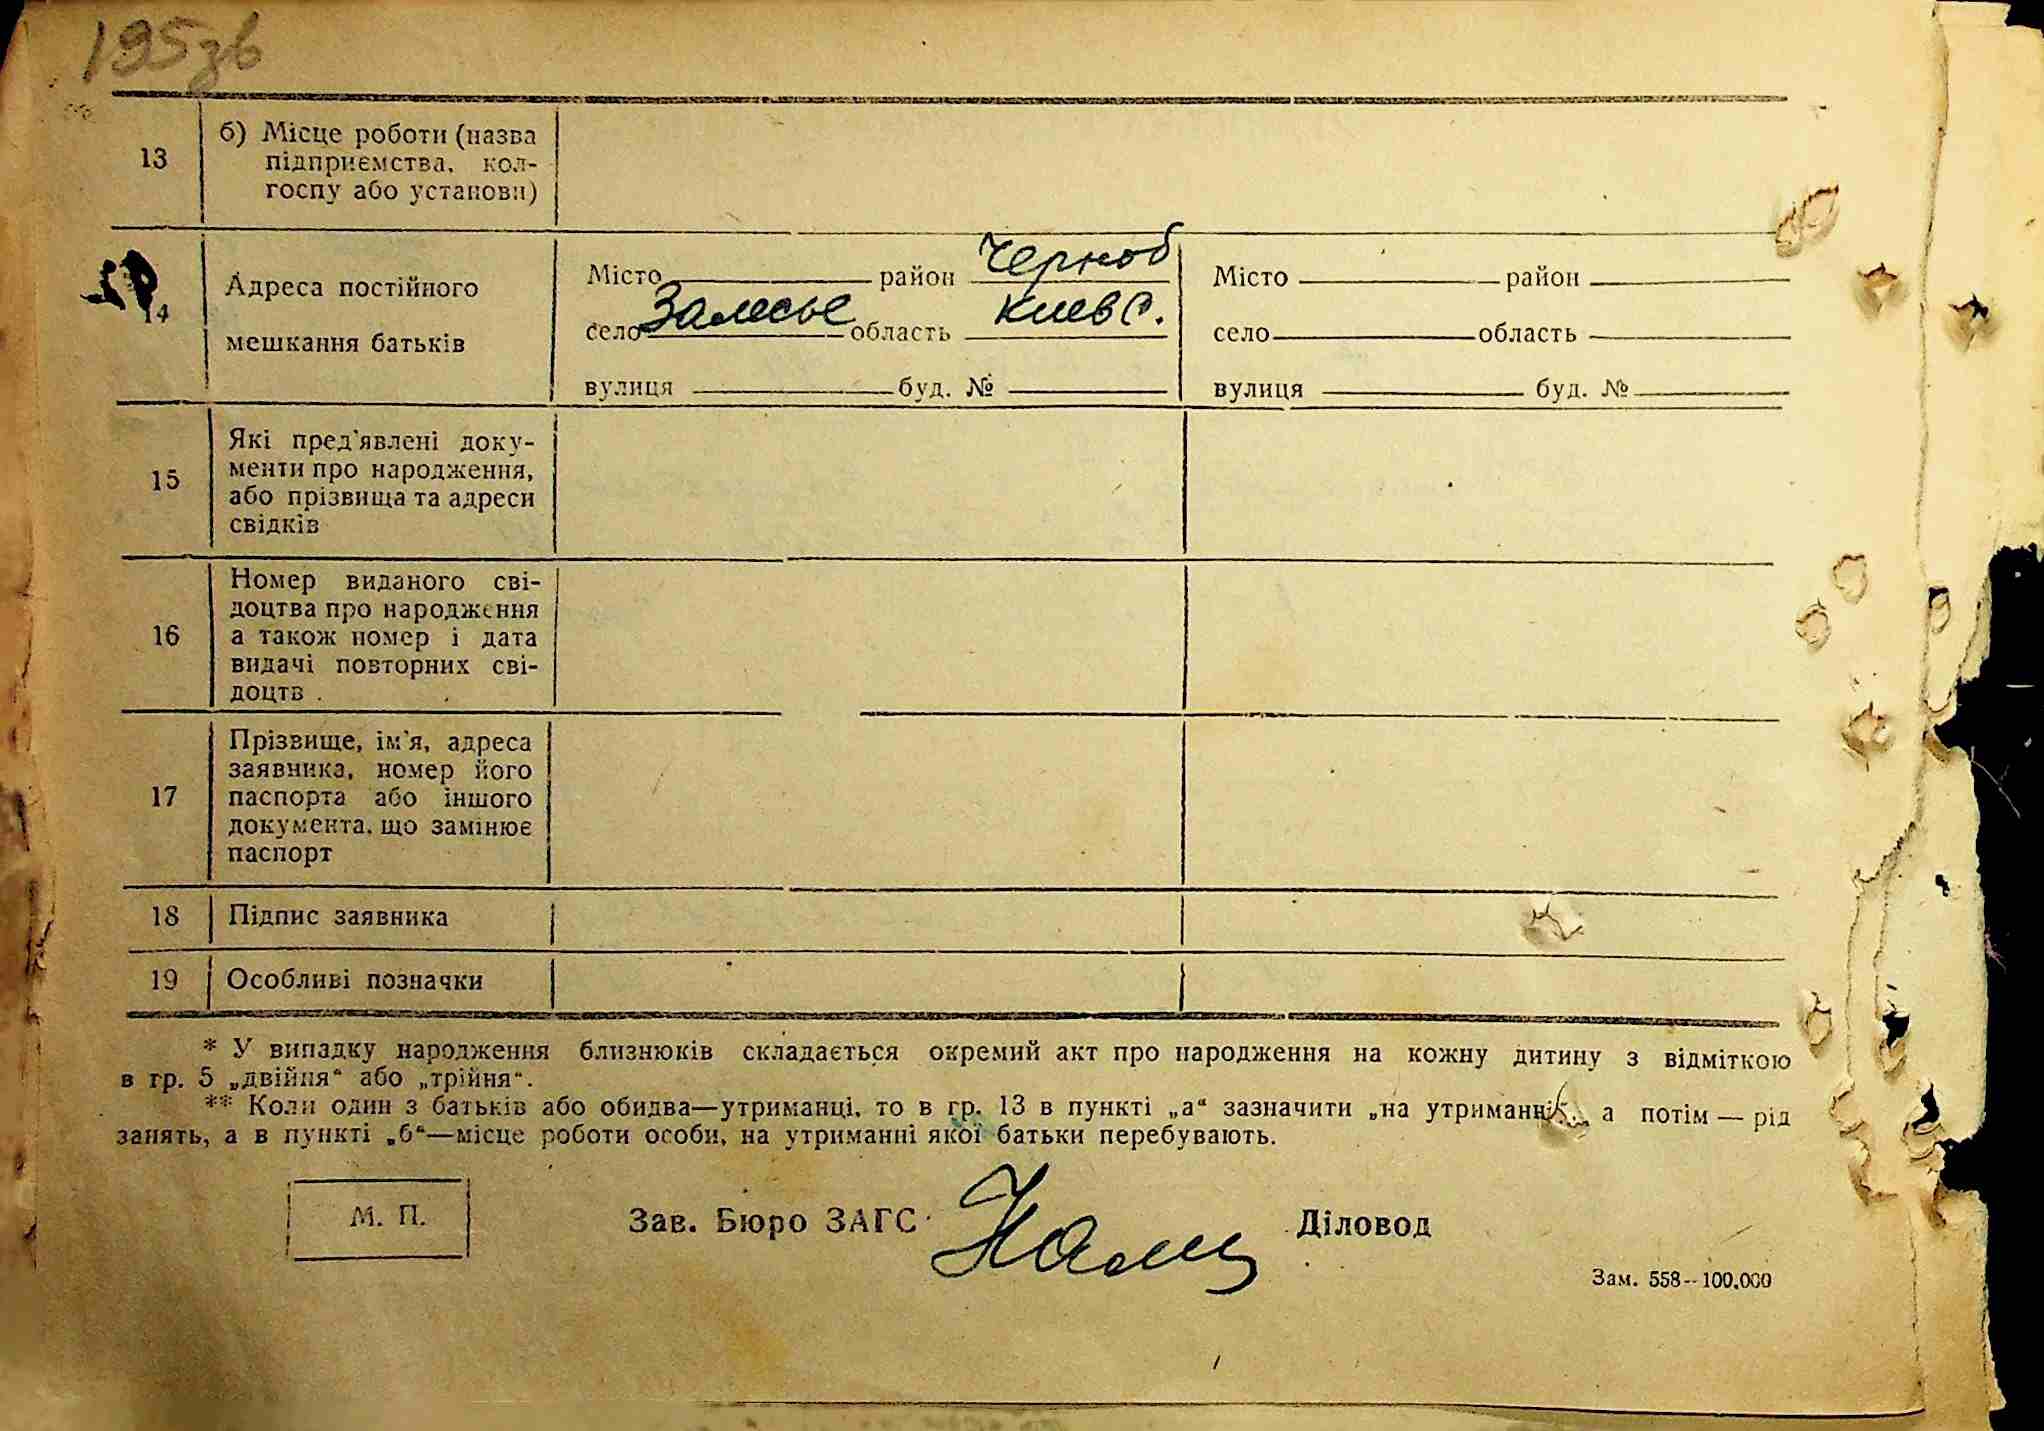 195зв
13 б) Місце роботи (назва
підприємства, кол-
госпу або установи)
14 Адреса постійного
мешкання батьків
Місто район Черноб
село Залесье область Киевс.
вулиця буд. №
Місто район
село область
вулиця буд. №
15 Які пред'явлені доку-
менти про народження,
або прізвища та адреси
свідків
16 Номер виданого сві-
доцтва про народження
а також номер і дата
видачі повторних сві-
доцтв .
17 Прізвище, ім'я, адреса
заявника, номер його
паспорта або іншого
документа, що замінює
паспорт
18 Підпис заявника
19 Особливі позначки
* У випадку народження близнюків складається окремий акт про народження на кожну дитину з відміткою
в гр. 5 „двійня“ або „трійня“.
** Коли один з батьків або обидва—утриманці, то в гр. 13 в пункті „а“ зазначити „на утриманні“, а потім — рід
занять, а в пункті „б“—місце роботи особи, на утриманні якої батьки перебувають.
М. П. Зав. Бюро ЗАГС Діловод
Зам. 558--100.000